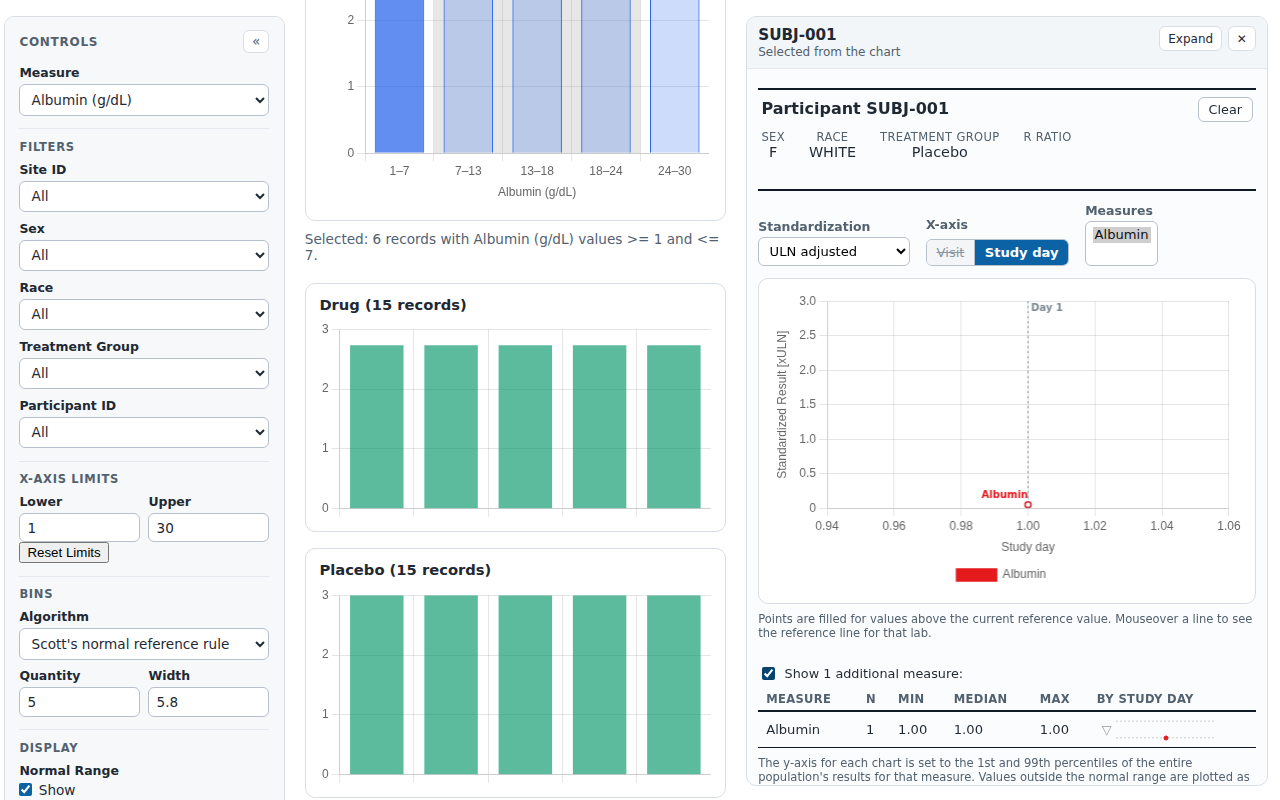 CONTROLS
«
Measure
Albumin (g/dL)
FILTERS
Site ID
All
Sex
All
Race
All
Treatment Group
All
Participant ID
All
X-AXIS LIMITS
Lower Upper
1 30
Reset Limits
BINS
Algorithm
Scott's normal reference rule
Quantity Width
5 5.8
DISPLAY
Normal Range
Show
2
1
0
1–7 7–13 13–18 18–24 24–30
Albumin (g/dL)
Selected: 6 records with Albumin (g/dL) values >= 1 and <=
7.
Drug (15 records)
3
2
1
0
Placebo (15 records)
3
2
1
0
SUBJ-001
Selected from the chart
Expand ✕
Participant SUBJ-001
Clear
SEX RACE TREATMENT GROUP R RATIO
F WHITE Placebo
Standardization X-axis Measures
ULN adjusted Visit Study day Albumin
3.0
2.5
2.0
1.5
1.0
0.5
0
Standardized Result [xULN]
Day 1
Albumin
0.94 0.96 0.98 1.00 1.02 1.04 1.06
Study day
Albumin
Points are filled for values above the current reference value. Mouseover a line to see
the reference line for that lab.
Show 1 additional measure:
MEASURE N MIN MEDIAN MAX BY STUDY DAY
Albumin 1 1.00 1.00 1.00 ▽
The y-axis for each chart is set to the 1st and 99th percentiles of the entire
population's results for that measure. Values outside the normal range are plotted as